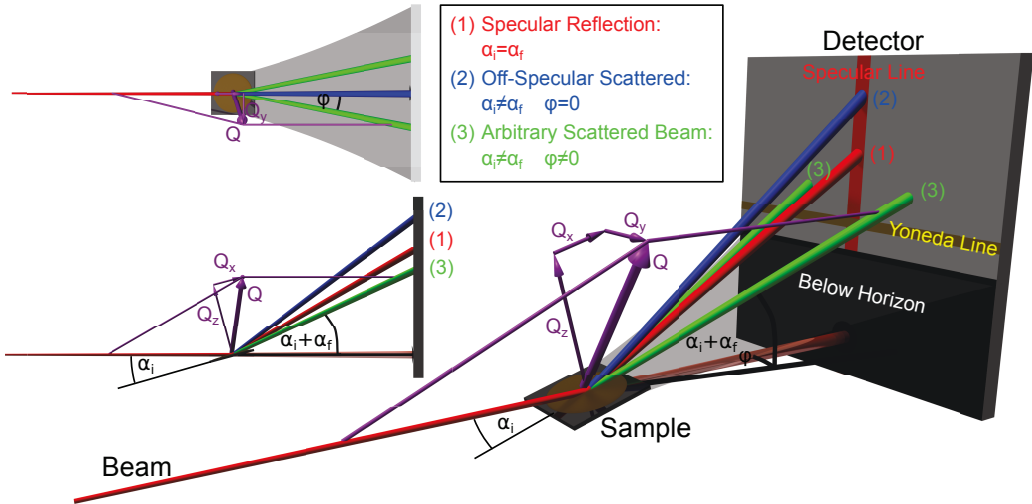 (1) Specular Reflection:
αi=αf
(2) Off-Specular Scattered:
αi≠αf φ=0
(3) Arbitrary Scattered Beam:
αi≠αf φ≠0
φ
Qy
Q
Detector
Specular Line
(2)
(1)
(3)
(3)
Yoneda Line
Below Horizon
(2)
(1)
(3)
Qx
Q
Qz
αi+αf
αi
Qx
Qy
Q
Qz
αi+αf
φ
αi
Sample
Beam